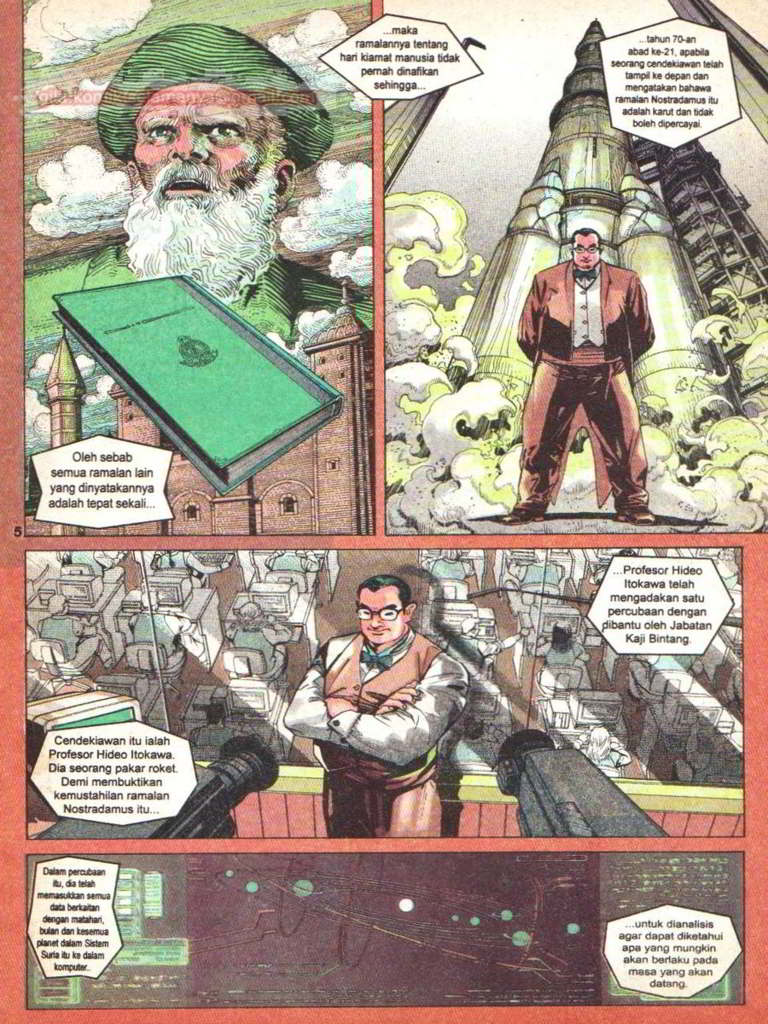 Oleh sebab
semua ramalan lain
yang dinyatakannya
adalah tepat sekali...
...maka
ramalannya tentang
hari kiamat manusia tidak
pernah dinafikan
sehingga...
...tahun 70-an
abad ke-21, apabila
seorang cendekiawan telah
tampil ke depan dan
mengatakan bahawa
ramalan Nostradamus itu
adalah karut dan tidak
boleh dipercayai.
5
Cendekiawan itu ialah
Profesor Hideo Itokawa.
Dia seorang pakar roket.
Demi membuktikan
kemustahilan ramalan
Nostradamus itu...
...Profesor Hideo
Itokawa telah
mengadakan satu
percubaan dengan
dibantu oleh Jabatan
Kaji Bintang.
Dalam percubaan
itu, dia telah
memasukkan semua
data berkaitan
dengan matahari,
bulan dan kesemua
planet dalam Sistem
Suria itu ke dalam
komputer..
...untuk dianalisis
agar dapat diketahui
apa yang mungkin
akan berlaku pada
masa yang akan
datang.